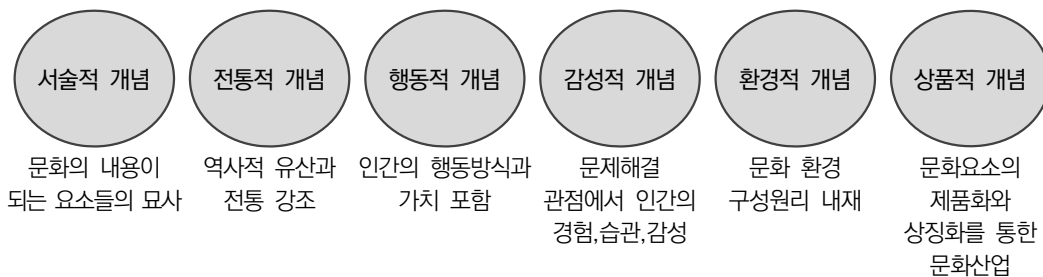 서술적 개념
전통적 개념
행동적 개념
감성적 개념
환경적 개념
상품적 개념
문화의 내용이
되는 요소들의 묘사
역사적 유산과
전통 강조
인간의 행동방식과
가치 포함
문제해결
관점에서 인간의
경험,습관,감성
문화 환경
구성원리 내재
문화요소의
제품화와
상징화를 통한
문화산업